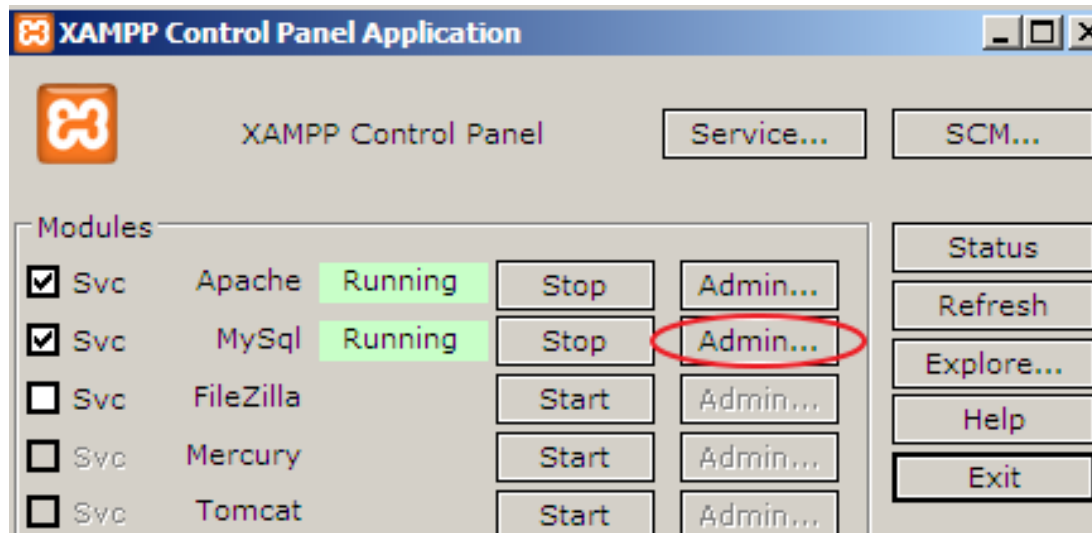 XAMPP Control Panel Application
XAMPP Control Panel Service... SCM...
Modules
Status
Svc Apache Running Stop Admin...
Refresh
Svc MySql Running Stop Admin...
Explore...
Svc FileZilla Start Admin...
Help
Svc Mercury Start Admin...
Exit
Svc Tomcat Start Admin...